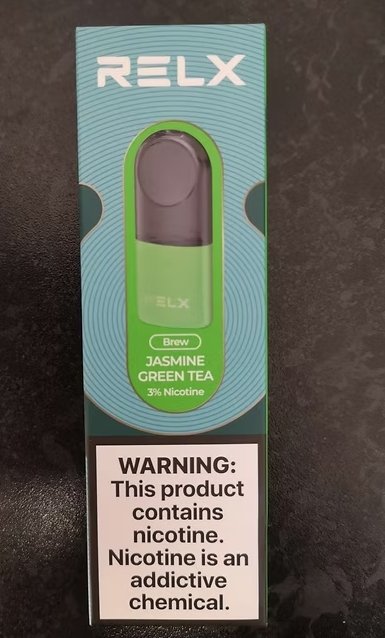 RELX
RELX
Brew
JASMINE
GREEN TEA
3% Nicotine
WARNING:
This product
contains
nicotine.
Nicotine is an
addictive
chemical.